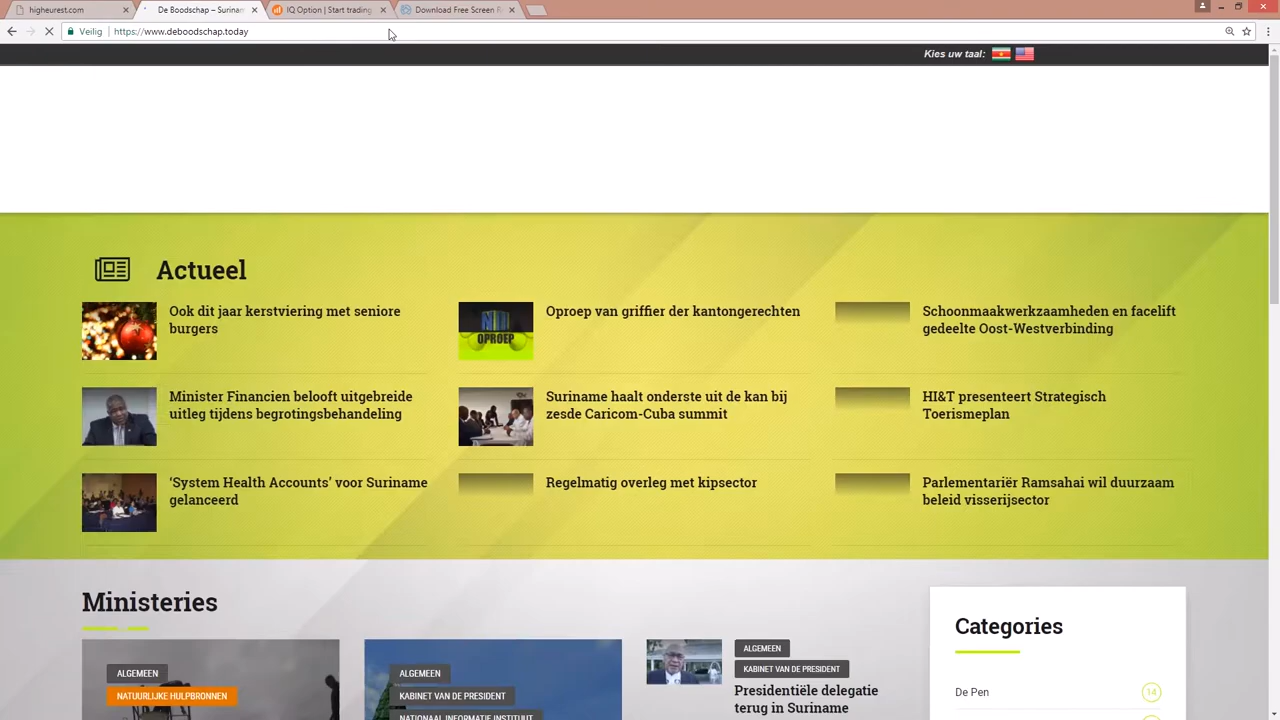 higheurest.com
De Boodschap – Surinam
IQ Option | Start trading
Download Free Screen R
Veilig
https://www.deboodschap.today
Kies uw taal:
Actueel
Ook dit jaar kerstviering met seniore
burgers
Oproep van griffier der kantongerechten
Schoonmaakwerkzaamheden en facelift
gedeelte Oost-Westverbinding
OPROEP
Minister Financien belooft uitgebreide
uitleg tijdens begrotingsbehandeling
Suriname haalt onderste uit de kan bij
zesde Caricom-Cuba summit
HI&T presenteert Strategisch
Toerismeplan
‘System Health Accounts’ voor Suriname
gelanceerd
Regelmatig overleg met kipsector
Parlementariër Ramsahai wil duurzaam
beleid visserijsector
Ministeries
ALGEMEEN
NATUURLIJKE HULPBRONNEN
ALGEMEEN
KABINET VAN DE PRESIDENT
NATIONAAL INFORMATIE INSTITUUT
ALGEMEEN
KABINET VAN DE PRESIDENT
Presidentiële delegatie
terug in Suriname
Categories
De Pen
14